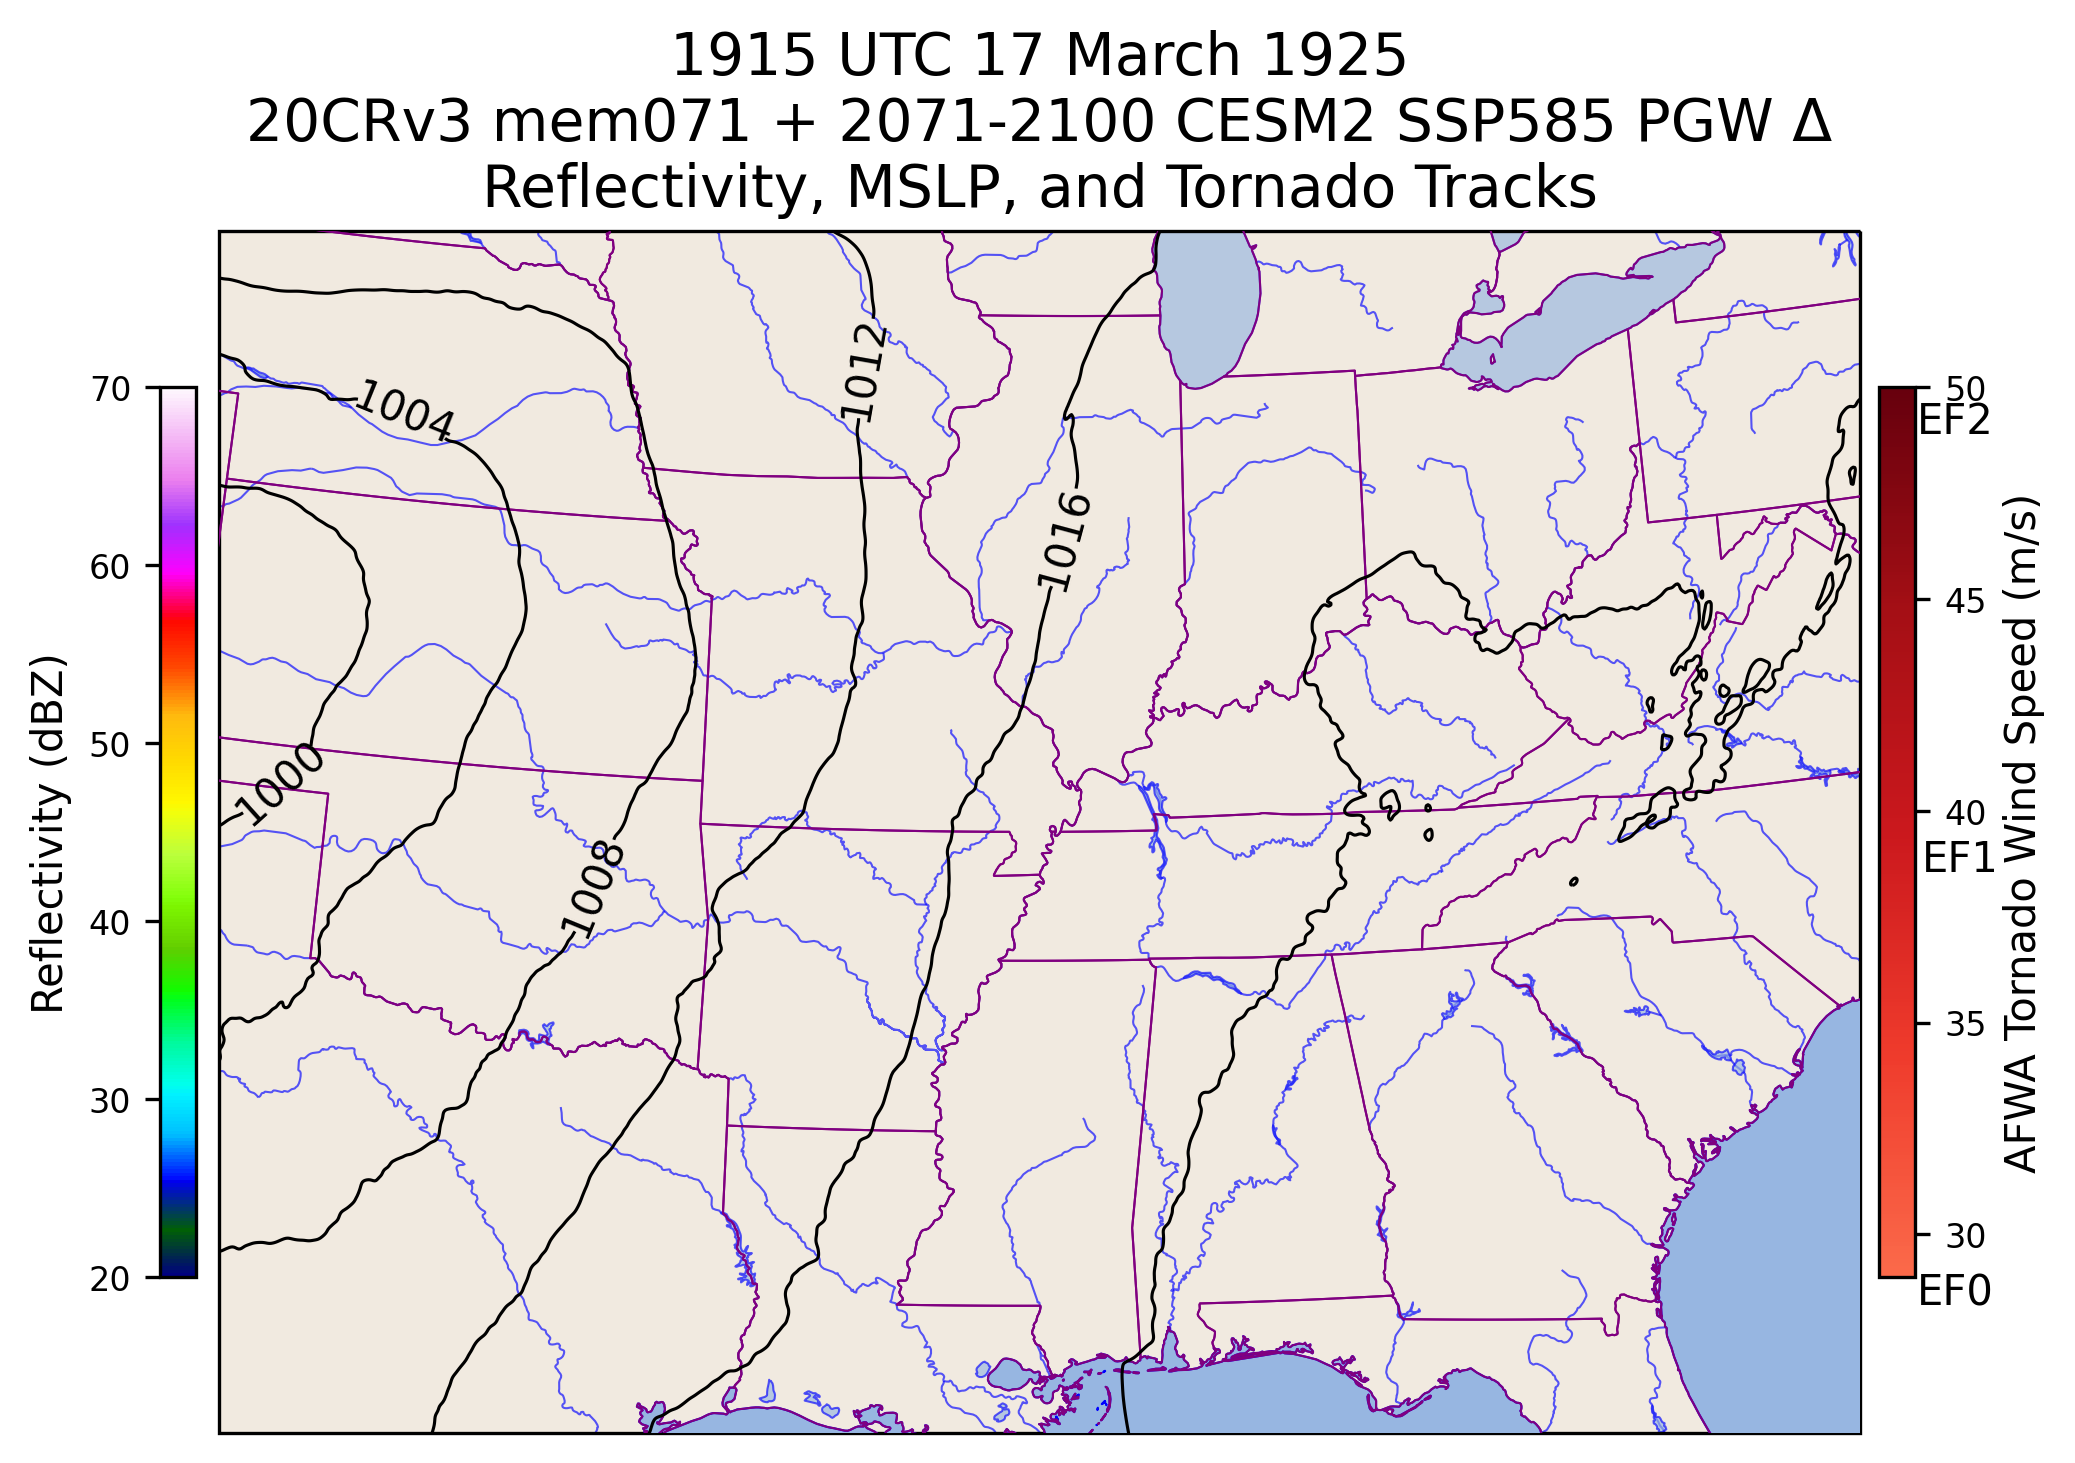 1915 UTC 17 March 1925
20CRv3 mem071 + 2071-2100 CESM2 SSP585 PGW Δ
Reflectivity, MSLP, and Tornado Tracks
Reflectivity (dBZ)
70
60
50
40
30
20
1012
1004
1016
1000
1008
50
EF2
45
40
EF1
35
30
EF0
AFWA Tornado Wind Speed (m/s)